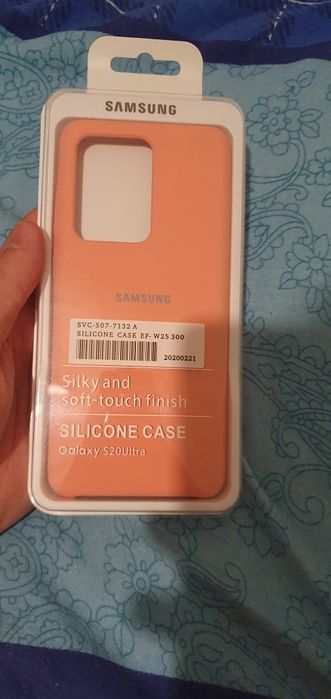 SAMSUNG
SAMSUNG
SVC-507-7132 A
SILICONE CASE EF- W25 300
20200221
Silky and
soft-touch finish
SILICONE CASE
Galaxy S20Ultra